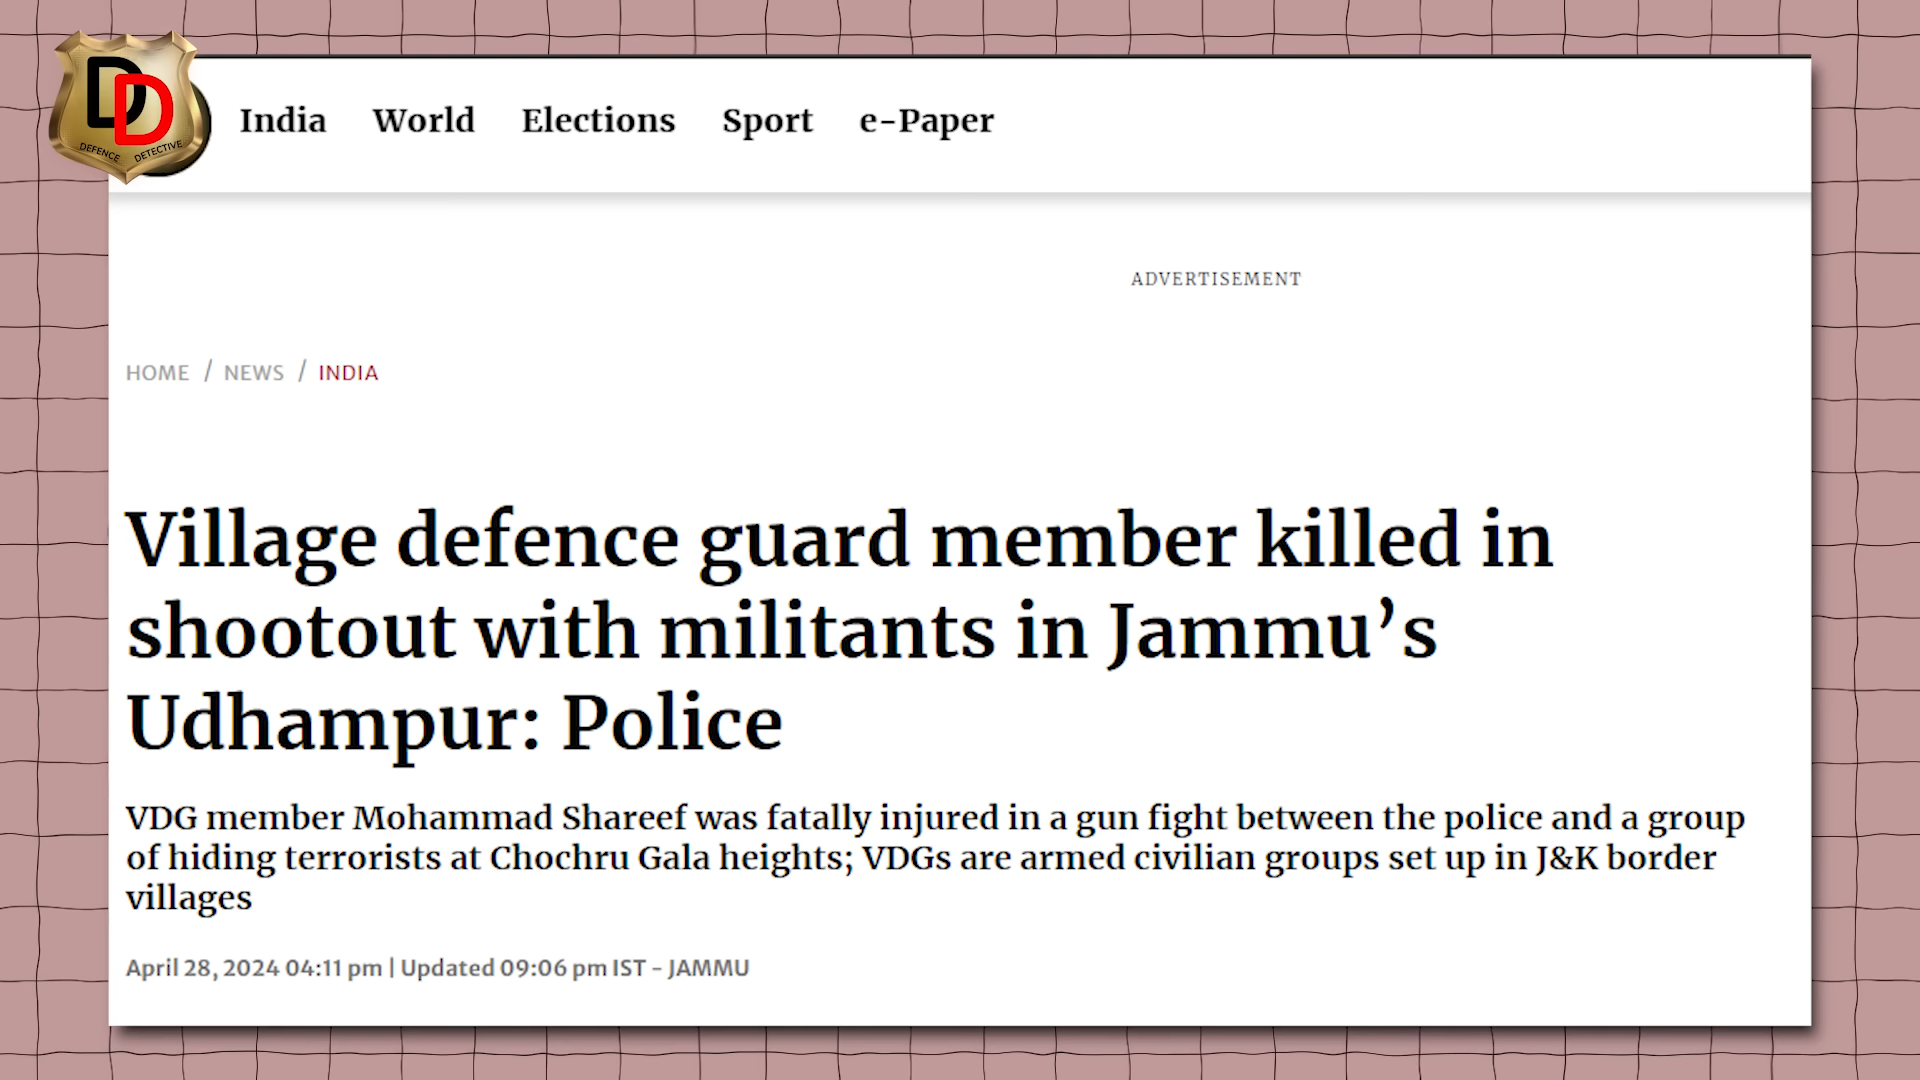 DD
DEFENCE DETECTIVE
India World Elections Sport e-Paper
ADVERTISEMENT
HOME / NEWS / INDIA
Village defence guard member killed in
shootout with militants in Jammu’s
Udhampur: Police
VDG member Mohammad Shareef was fatally injured in a gun fight between the police and a group
of hiding terrorists at Chochru Gala heights; VDGs are armed civilian groups set up in J&K border
villages
April 28, 2024 04:11 pm | Updated 09:06 pm IST - JAMMU